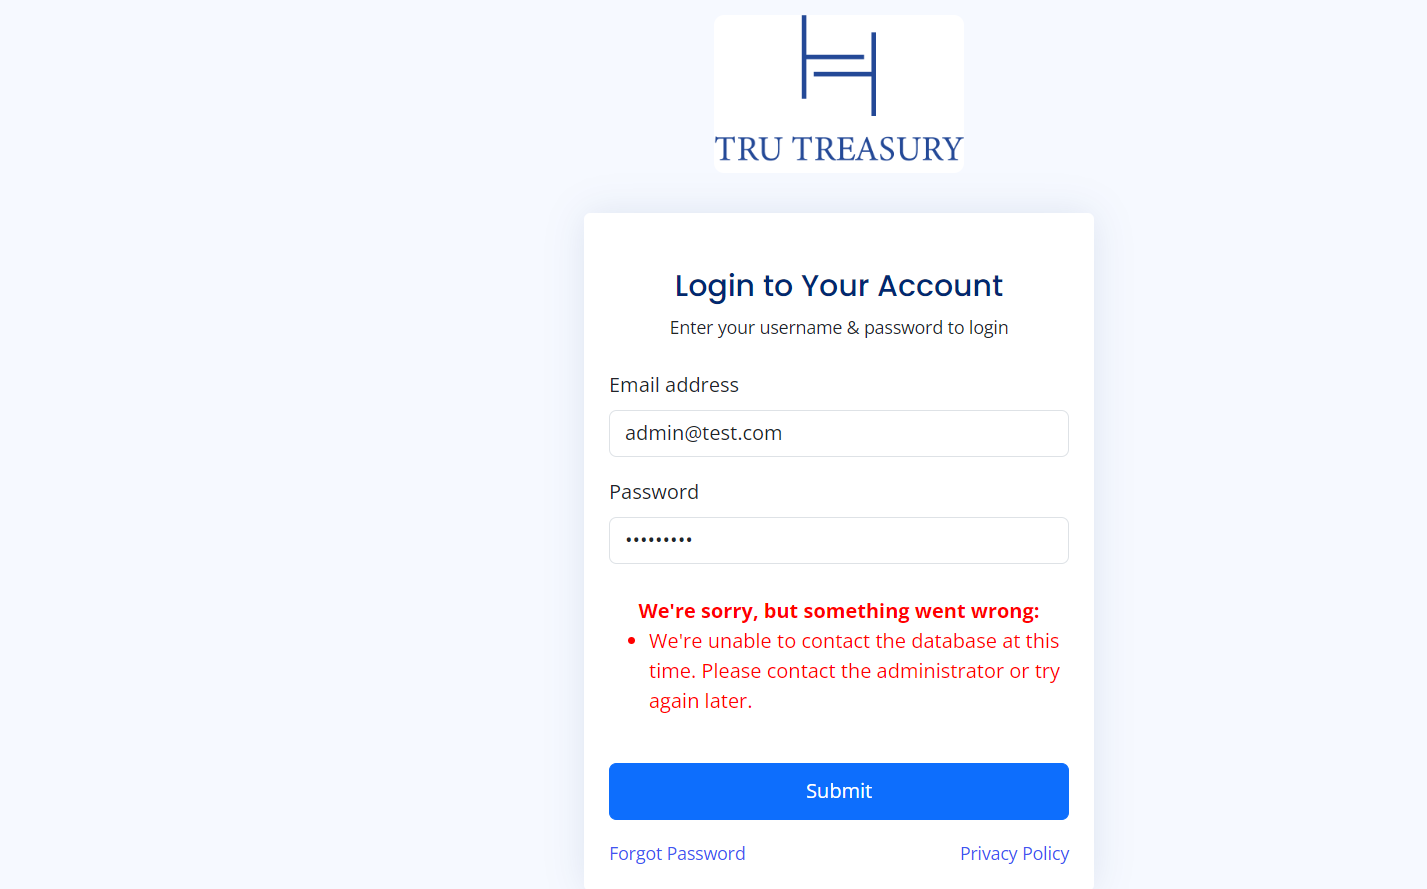 TRU TREASURY
Login to Your Account
Enter your username & password to login
Email address
admin@test.com
Password
•••••••••
We're sorry, but something went wrong:
• We're unable to contact the database at this
time. Please contact the administrator or try
again later.
Submit
Forgot Password
Privacy Policy